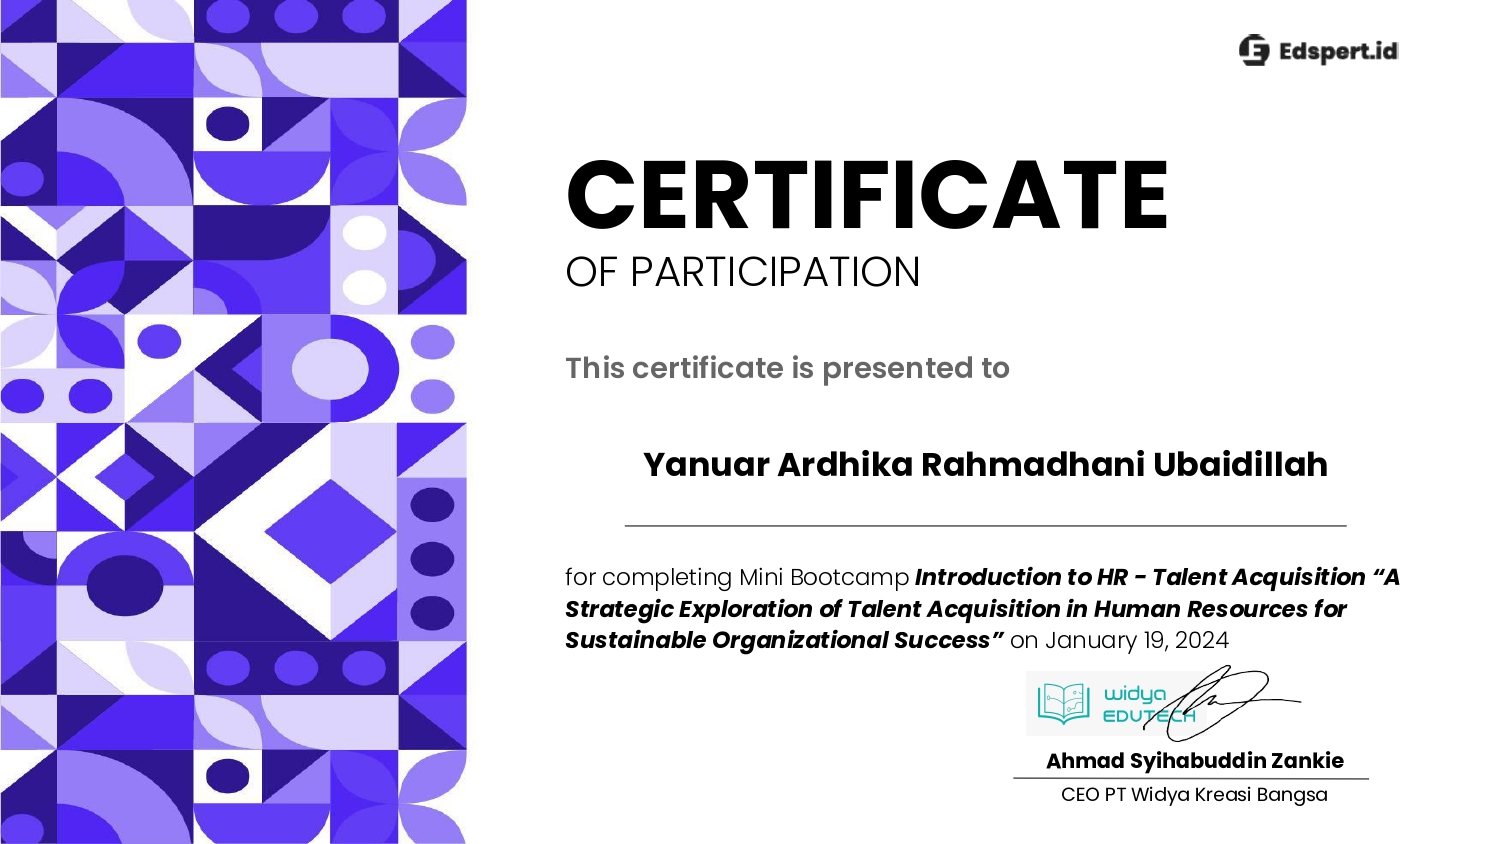 Edspert.id
CERTIFICATE
OF PARTICIPATION
This certificate is presented to
Yanuar Ardhika Rahmadhani Ubaidillah
for completing Mini Bootcamp Introduction to HR - Talent Acquisition “A
Strategic Exploration of Talent Acquisition in Human Resources for
Sustainable Organizational Success” on January 19, 2024
widya
EDUTECH
Ahmad Syihabuddin Zankie
CEO PT Widya Kreasi Bangsa